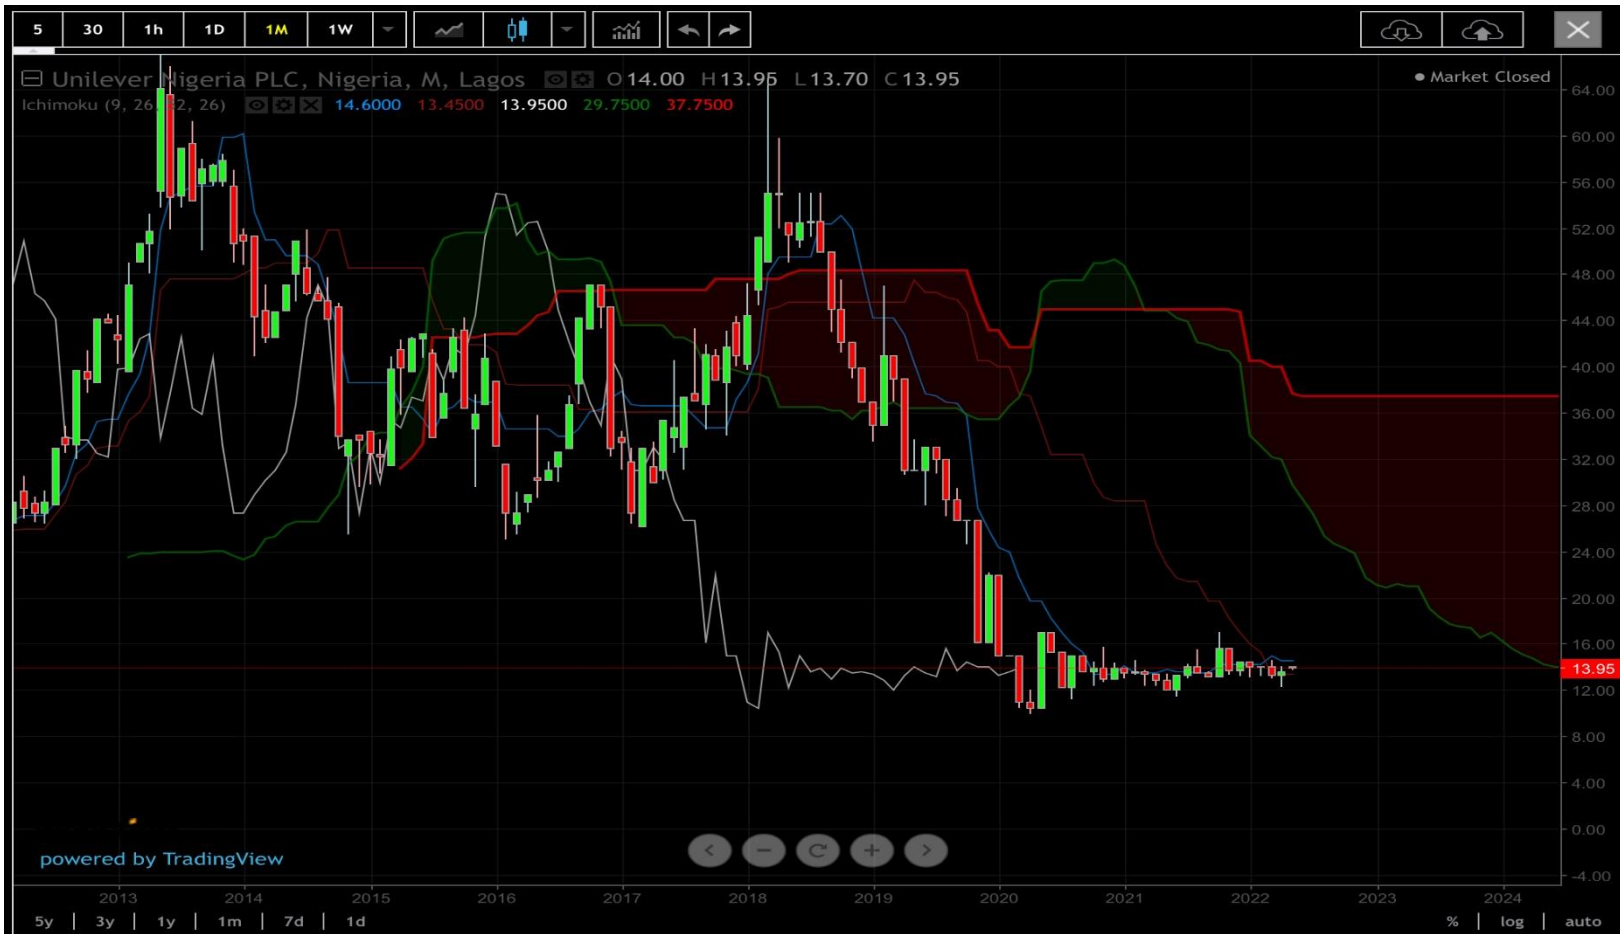 5 30 1h 1D 1M 1W
Unilever Nigeria PLC, Nigeria, M, Lagos O14.00 H13.95 L13.70 C13.95
Market Closed
Ichimoku (9, 26, 52, 26) 14.6000 13.4500 13.9500 29.7500 37.7500
64.00
60.00
56.00
52.00
48.00
44.00
40.00
36.00
32.00
28.00
24.00
20.00
16.00
13.95
12.00
8.00
4.00
0.00
-4.00
powered by TradingView
2013 2014 2015 2016 2017 2018 2019 2020 2021 2022 2023 2024
5y | 3y | 1y | 1m | 7d | 1d
% | log | auto